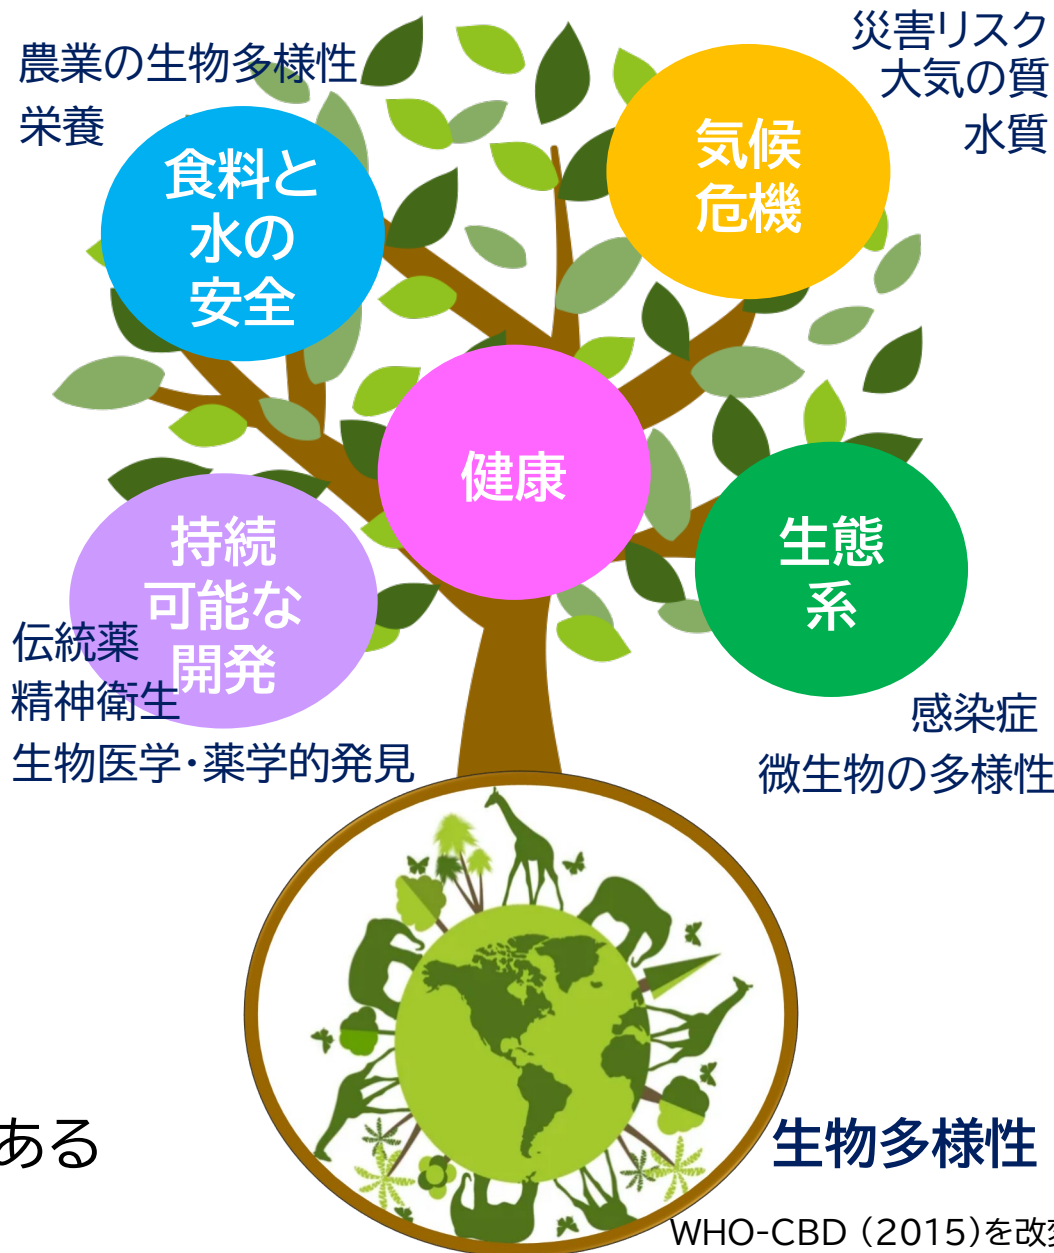 農業の生物多様性
栄養
災害リスク
大気の質
水質
食料と
水の
安全
気候
危機
健康
持続
可能な
開発
生態
系
伝統薬
精神衛生
生物医学・薬学的発見
感染症
微生物の多様性
ある
生物多様性
WHO-CBD（2015)を改変